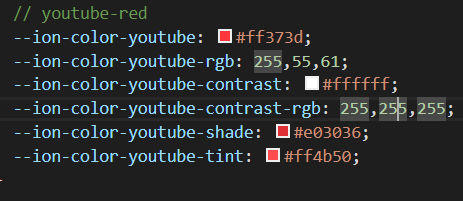 // youtube-red
--ion-color-youtube: #ff373d;
--ion-color-youtube-rgb: 255,55,61;
--ion-color-youtube-contrast: #ffffff;
--ion-color-youtube-contrast-rgb: 255,255,255;
--ion-color-youtube-shade: #e03036;
--ion-color-youtube-tint: #ff4b50;